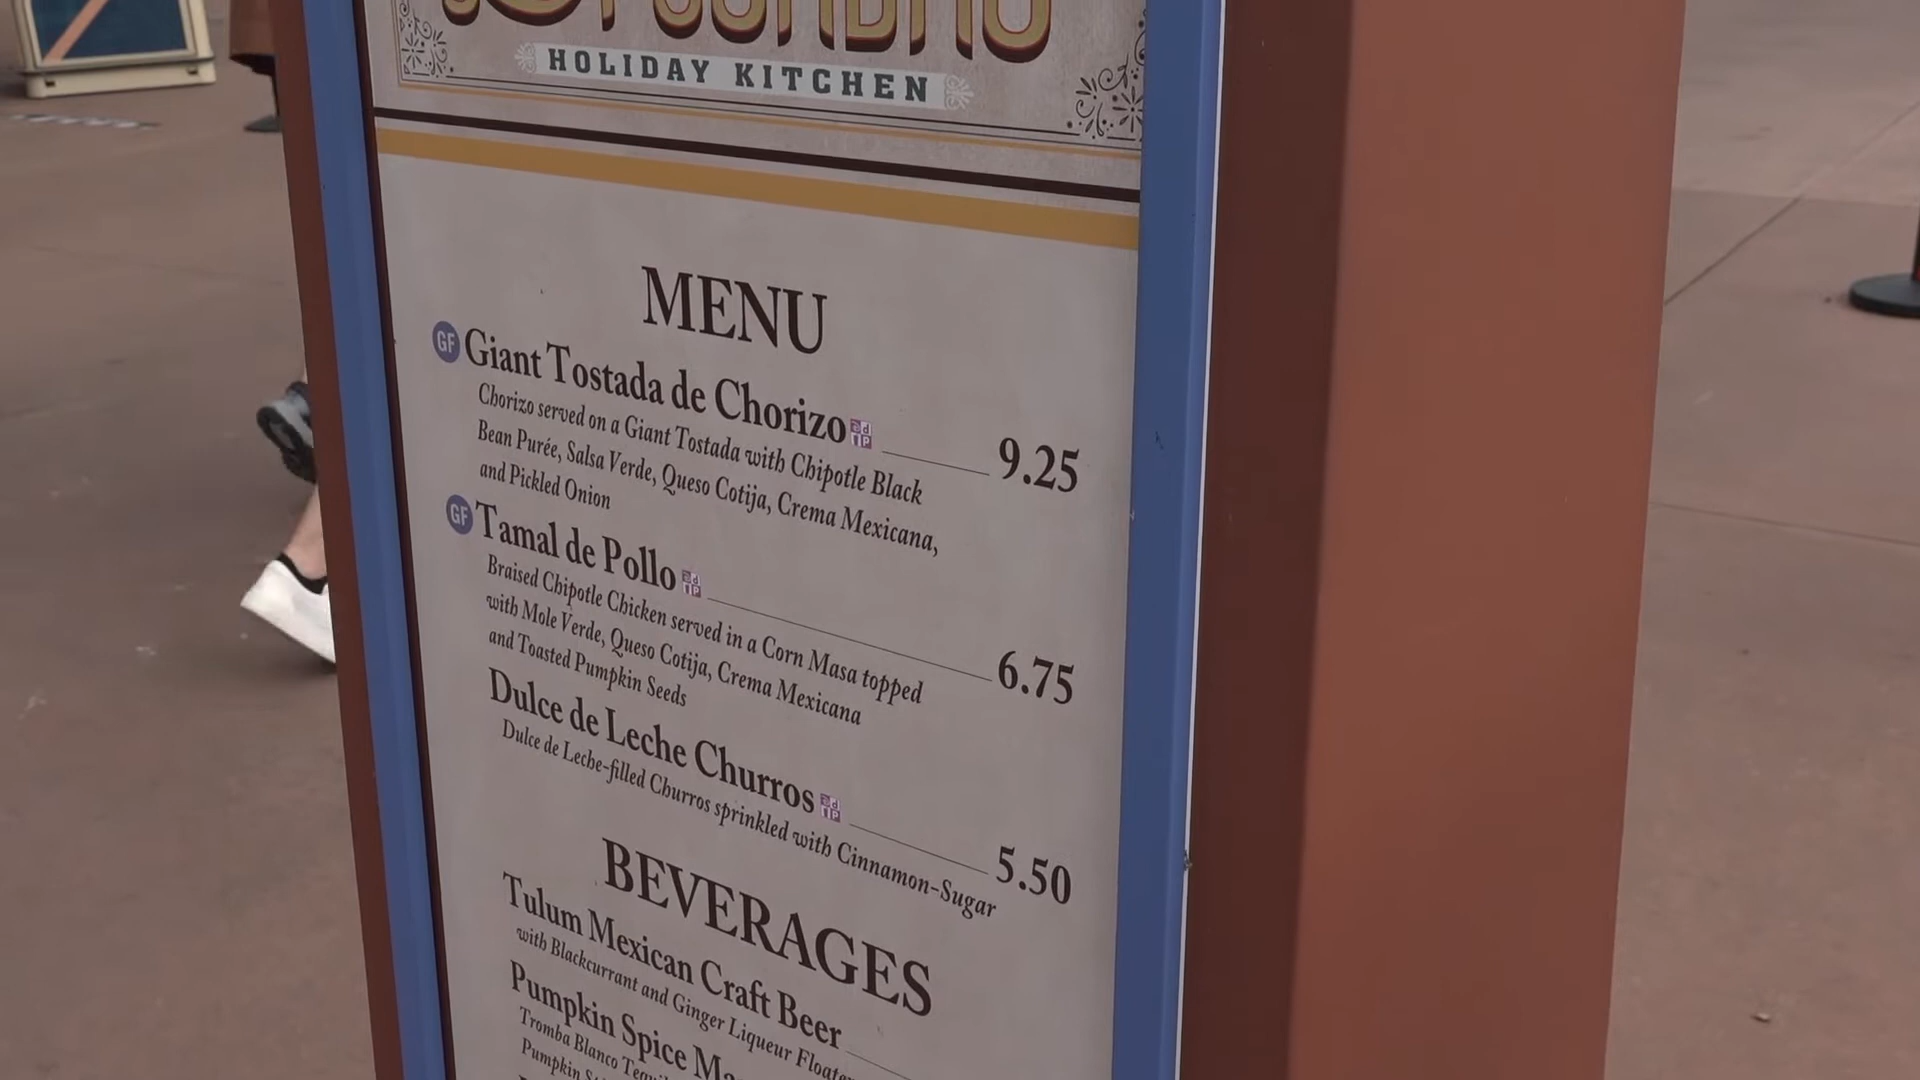 HOLIDAY KITCHEN
MENU
GF Giant Tostada de Chorizo 9.25
Chorizo served on a Giant Tostada with Chipotle Black
Bean Purée, Salsa Verde, Queso Cotija, Crema Mexicana,
and Pickled Onion
GF Tamal de Pollo 6.75
Braised Chipotle Chicken served in a Corn Masa topped
with Mole Verde, Queso Cotija, Crema Mexicana
and Toasted Pumpkin Seeds
Dulce de Leche Churros 5.50
Dulce de Leche-filled Churros sprinkled with Cinnamon-Sugar
BEVERAGES
Tulum Mexican Craft Beer
with Blackcurrant and Ginger Liqueur
Pumpkin Spice
Tromba Blanco
Pumpkin